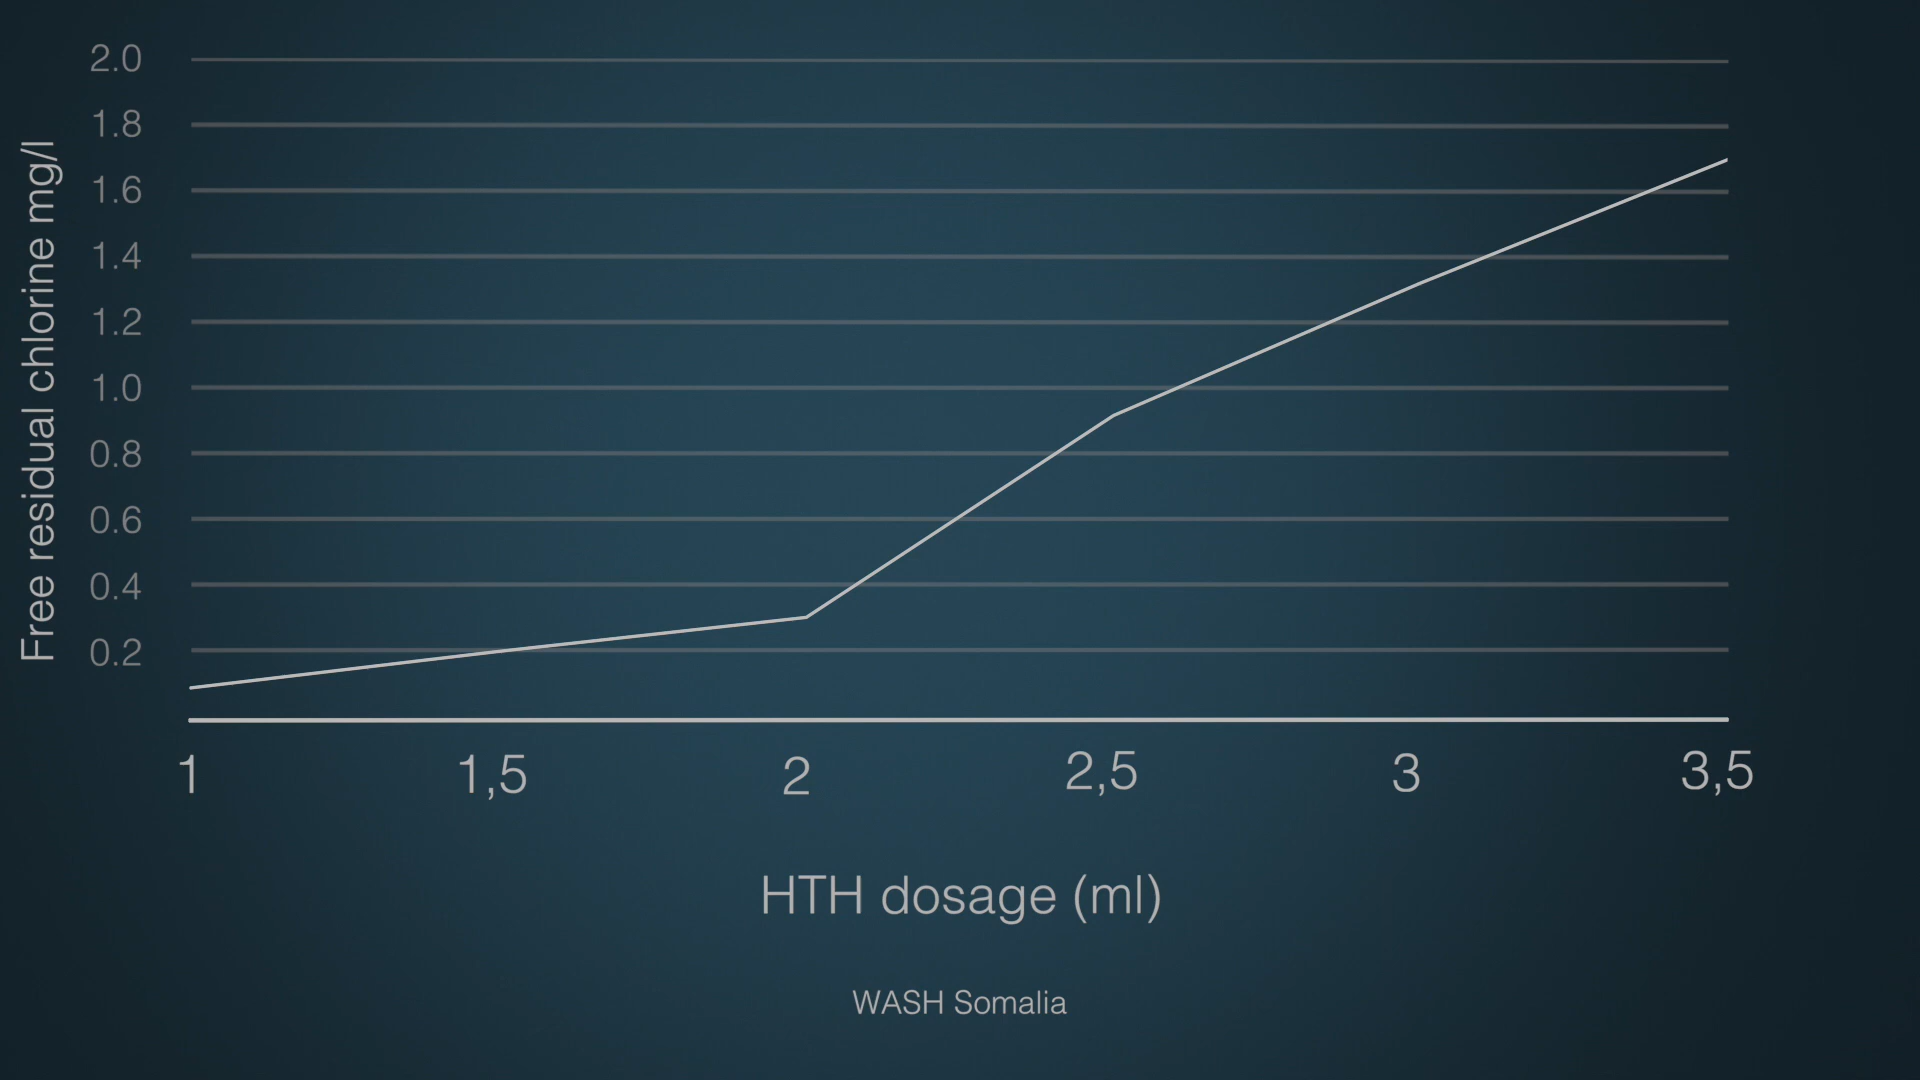 Free residual chlorine mg/l
2.0
1.8
1.6
1.4
1.2
1.0
0.8
0.6
0.4
0.2
1 1,5 2 2,5 3 3,5
HTH dosage (ml)
WASH Somalia